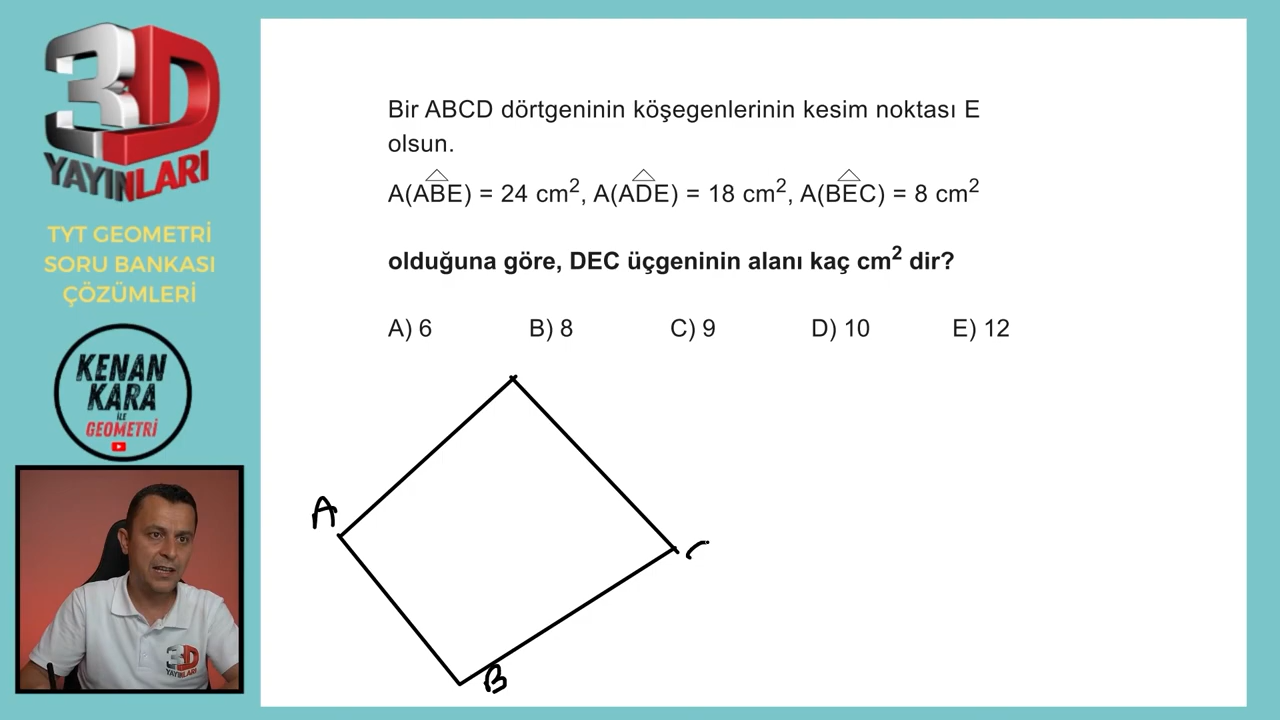 3D
YAYINLARI
TYT GEOMETRİ
SORU BANKASI
ÇÖZÜMLERİ
KENAN
KARA
İLE
GEOMETRİ
3D
YAYINLARI
Bir ABCD dörtgeninin köşegenlerinin kesim noktası E
olsun.
A(ABE) = 24 cm², A(ADE) = 18 cm², A(BEC) = 8 cm²
olduğuna göre, DEC üçgeninin alanı kaç cm² dir?
A) 6 B) 8 C) 9 D) 10 E) 12
A
B